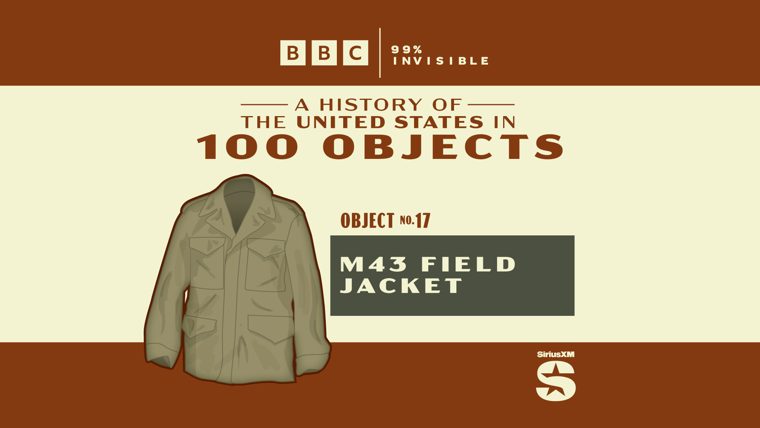 BBC
99%
INVISIBLE
A HISTORY OF
THE UNITED STATES IN
100 OBJECTS
OBJECT NO.17
M43 FIELD
JACKET
SiriusXM
S